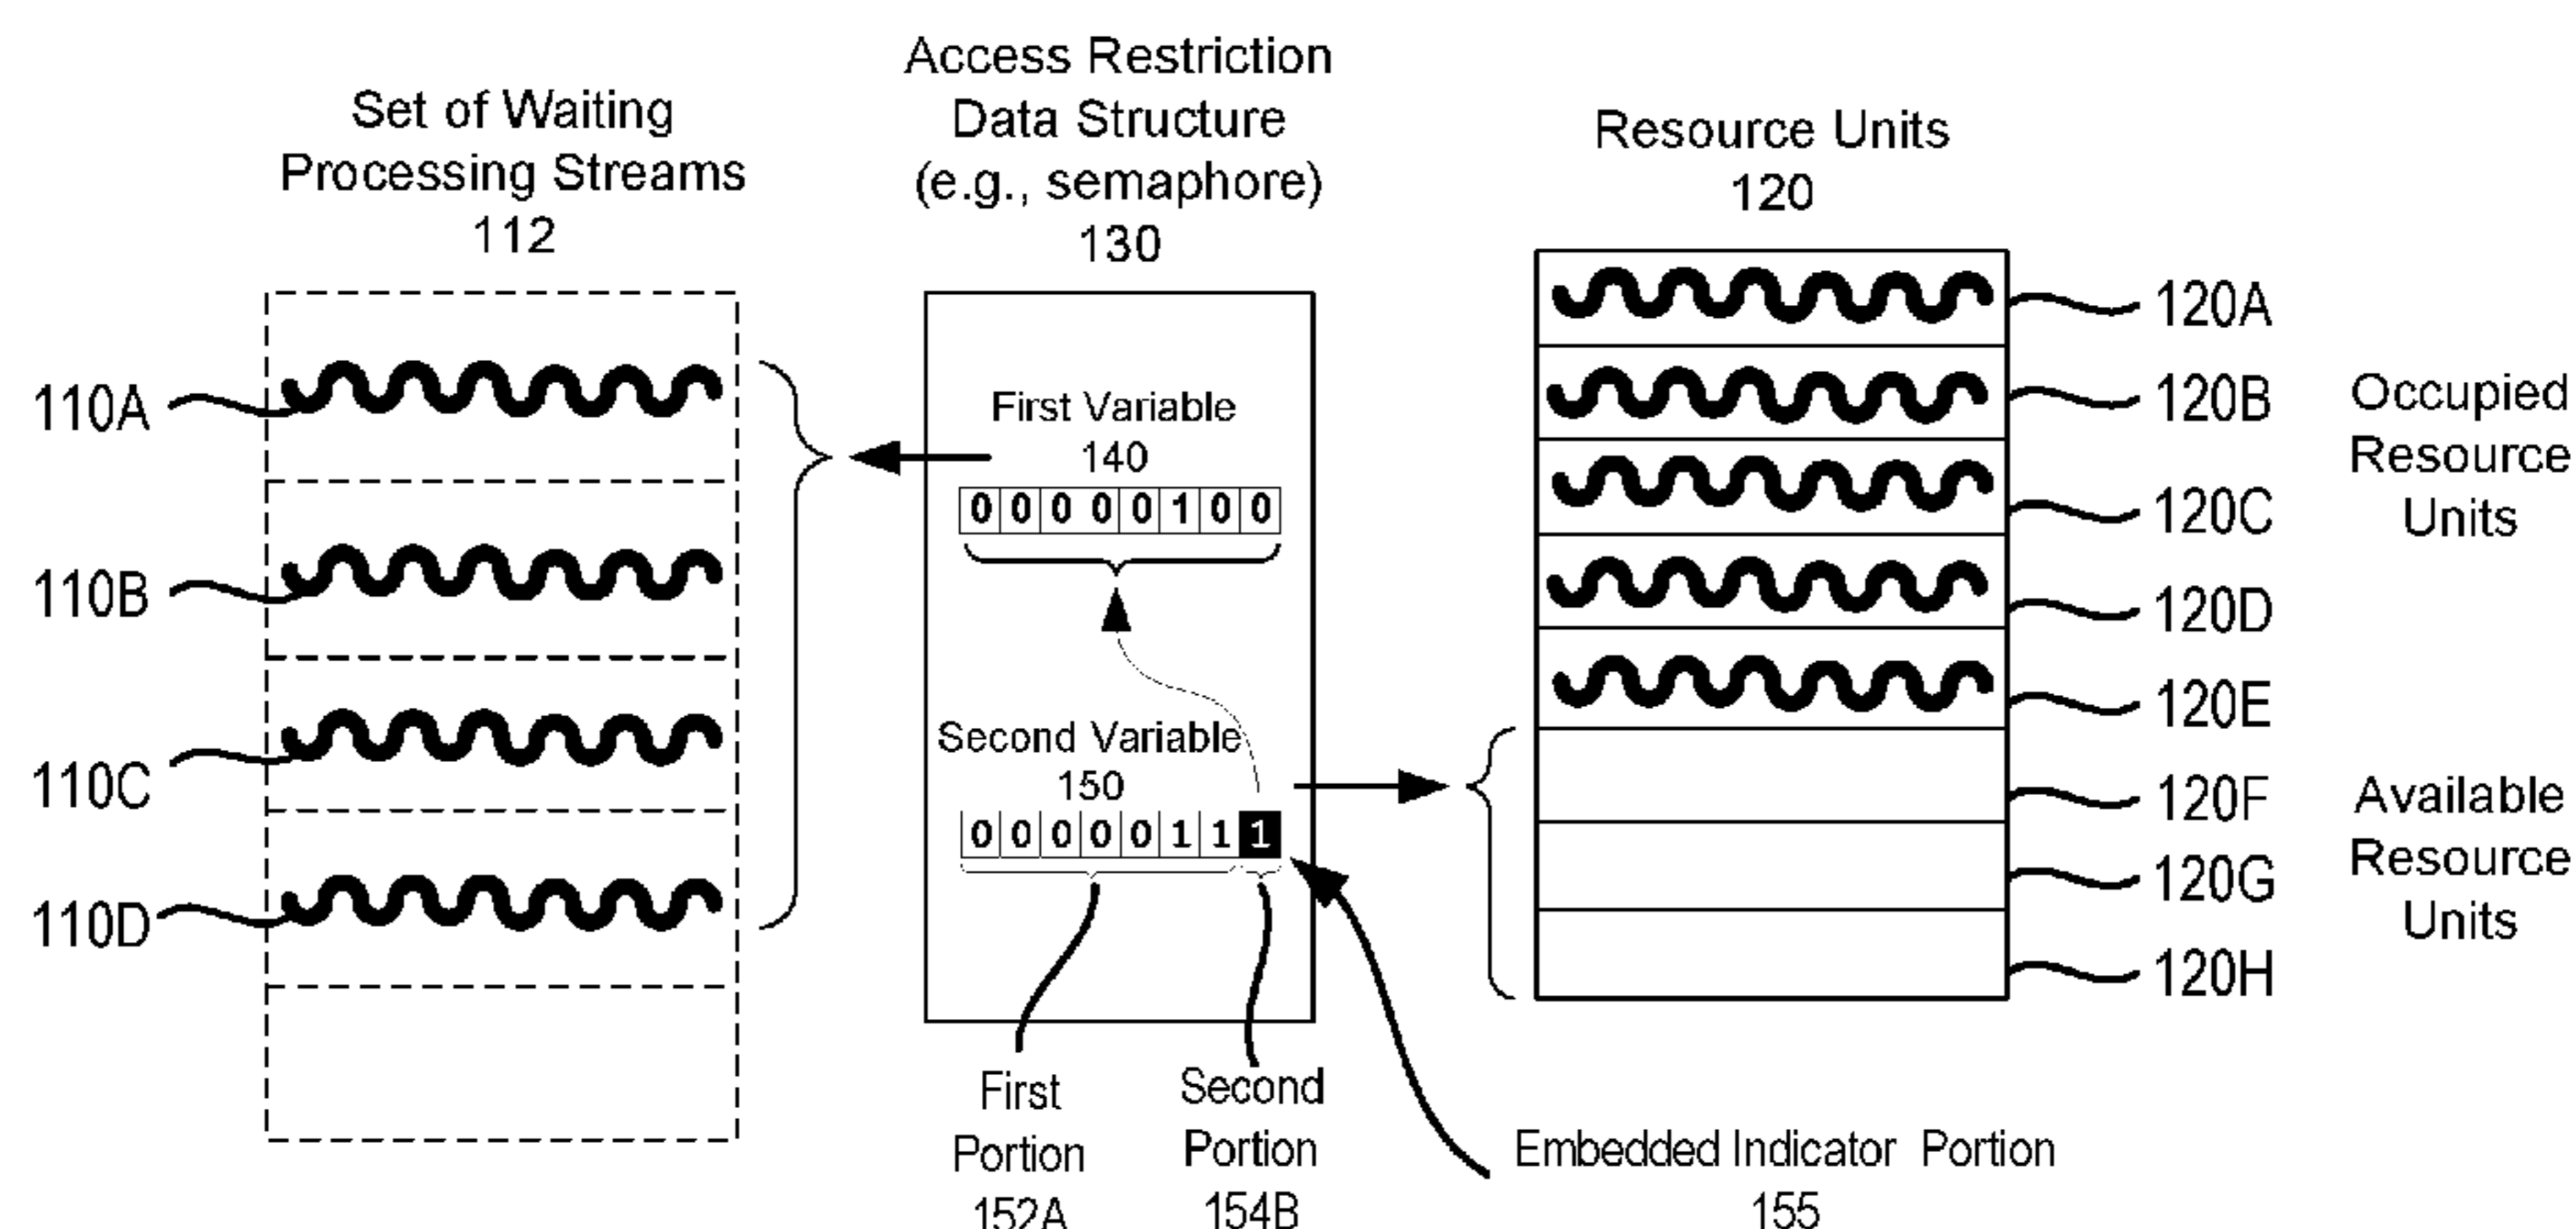 Set of Waiting
Processing Streams
112
110A
110B
110C
110D
Access Restriction
Data Structure
(e.g., semaphore)
130
First Variable
140
0 0 0 0 0 1 0 0
Second Variable
150
0 0 0 0 0 1 1 1
First
Portion
152A
Second
Portion
154B
Embedded Indicator Portion
155
Resource Units
120
120A
120B
120C
120D
120E
120F
120G
120H
Occupied
Resource
Units
Available
Resource
Units